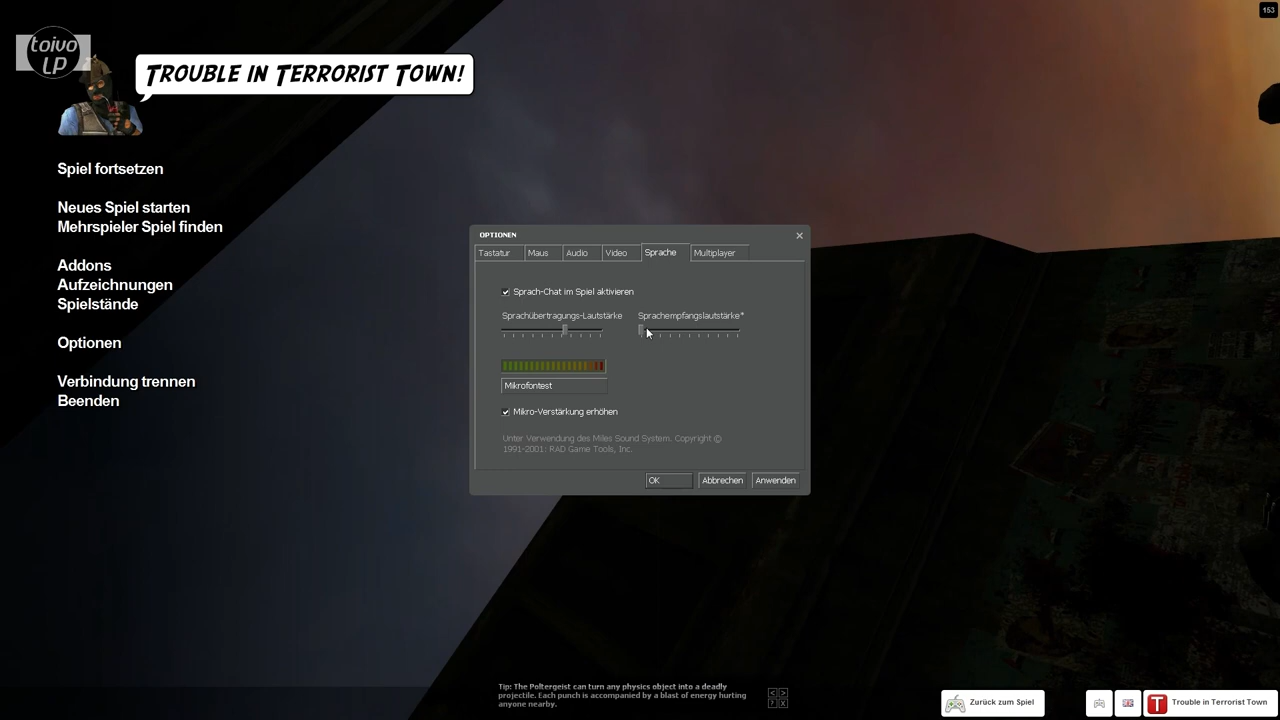 153
toivo
LP
TROUBLE IN TERRORIST TOWN!
Spiel fortsetzen
Neues Spiel starten
Mehrspieler Spiel finden
Addons
Aufzeichnungen
Spielstände
Optionen
Verbindung trennen
Beenden
OPTIONEN
Tastatur Maus Audio Video Sprache Multiplayer
Sprach-Chat im Spiel aktivieren
Sprachübertragungs-Lautstärke Sprachempfangslautstärke*
Mikrofontest
Mikro-Verstärkung erhöhen
Unter Verwendung des Miles Sound System. Copyright ©
1991-2001: RAD Game Tools, Inc.
OK Abbrechen Anwenden
Tip: The Poltergeist can turn any physics object into a deadly
projectile. Each punch is accompanied by a blast of energy hurting
anyone nearby.
< >
? X
Zurück zum Spiel
T Trouble in Terrorist Town